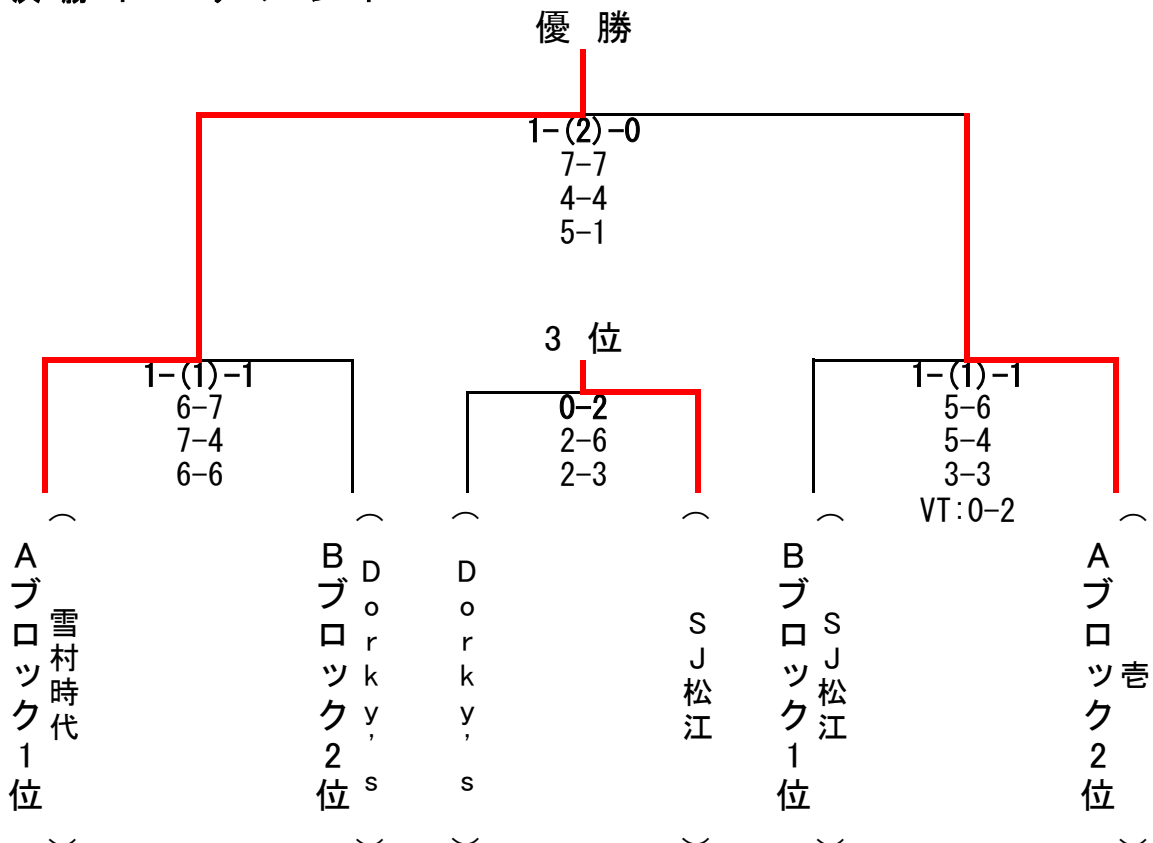 優 勝
1-(2)-0
7-7
4-4
5-1
3 位
1-(1)-1
6-7
7-4
6-6
0-2
2-6
2-3
1-(1)-1
5-6
5-4
3-3
VT:0-2
Aブロック1位
(雪村時代)
Bブロック2位
(Dorky's)
(Dorky's)
(SJ松江)
Bブロック1位
(SJ松江)
Aブロック2位
(壱)